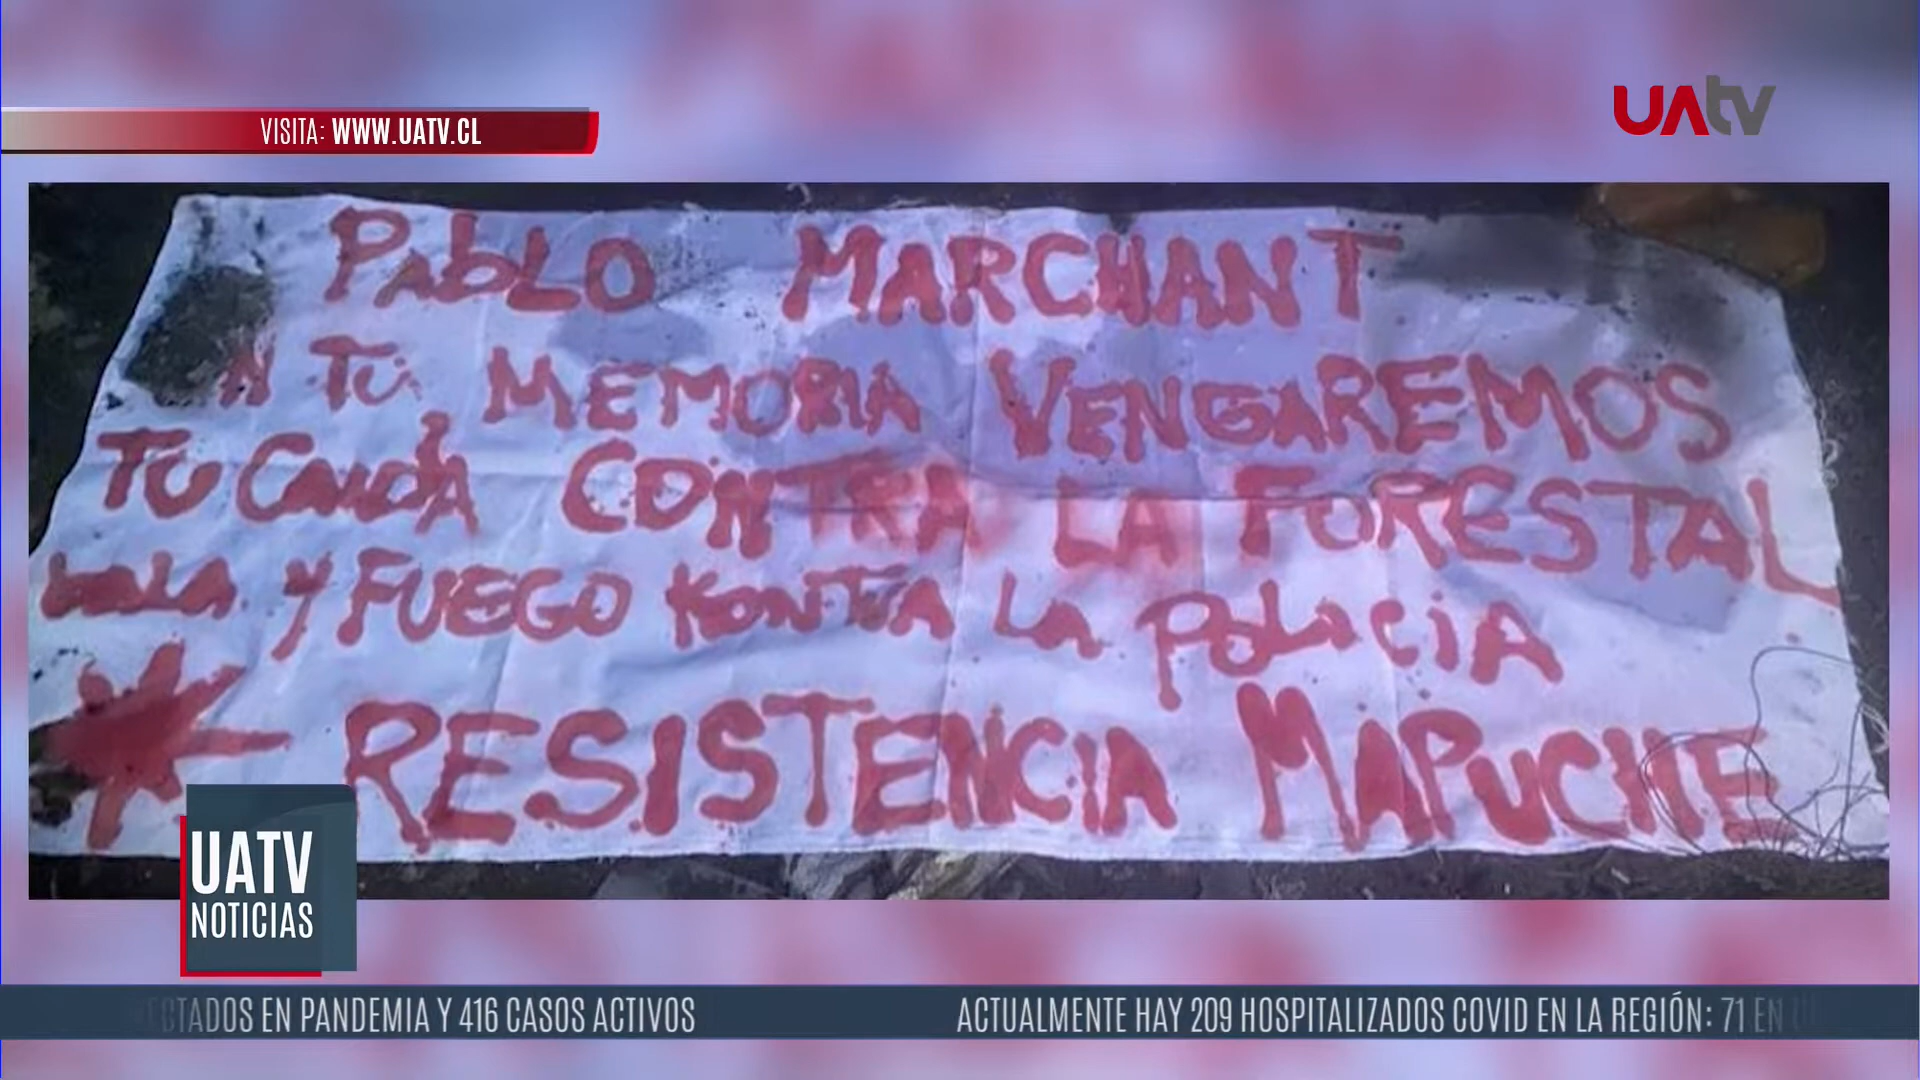 VISITA: WWW.UATV.CL
UATV
PABLO MARCHANT
N TU MEMORIA VENGAREMOS
TU CAIDA CONTRA LA FORESTAL
BALA Y FUEGO KONTRA LA POLICIA
RESISTENCIA MAPUCHE
UATV
NOTICIAS
ECTADOS EN PANDEMIA Y 416 CASOS ACTIVOS
ACTUALMENTE HAY 209 HOSPITALIZADOS COVID EN LA REGIÓN: 71 EN